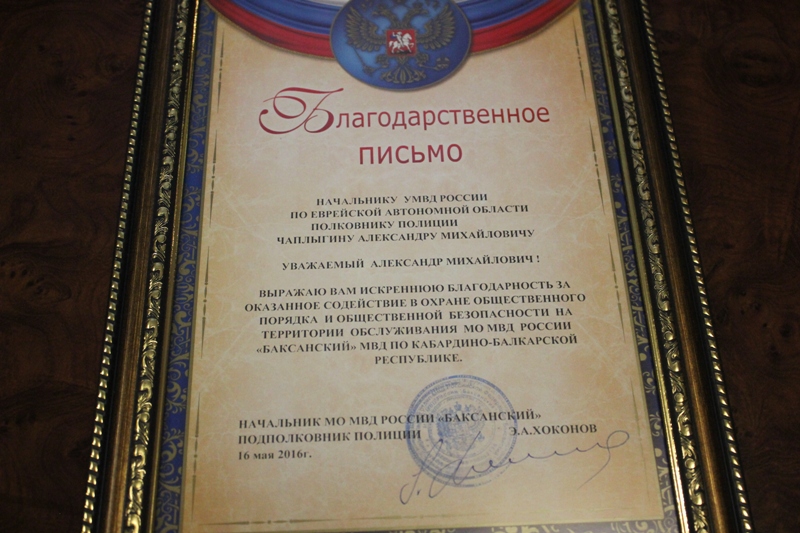 Благодарственное
письмо
НАЧАЛЬНИКУ УМВД РОССИИ
ПО ЕВРЕЙСКОЙ АВТОНОМНОЙ ОБЛАСТИ
ПОЛКОВНИКУ ПОЛИЦИИ
ЧАПЛЫГИНУ АЛЕКСАНДРУ МИХАЙЛОВИЧУ
УВАЖАЕМЫЙ АЛЕКСАНДР МИХАЙЛОВИЧ !
ВЫРАЖАЮ ВАМ ИСКРЕННЮЮ БЛАГОДАРНОСТЬ ЗА
ОКАЗАННОЕ СОДЕЙСТВИЕ В ОХРАНЕ ОБЩЕСТВЕННОГО
ПОРЯДКА И ОБЩЕСТВЕННОЙ БЕЗОПАСНОСТИ НА
ТЕРРИТОРИИ ОБСЛУЖИВАНИЯ МО МВД РОССИИ
«БАКСАНСКИЙ» МВД ПО КАБАРДИНО-БАЛКАРСКОЙ
РЕСПУБЛИКЕ.
НАЧАЛЬНИК МО МВД РОССИИ «БАКСАНСКИЙ»
ПОДПОЛКОВНИК ПОЛИЦИИ Э.А.ХОКОНОВ
16 мая 2016г.